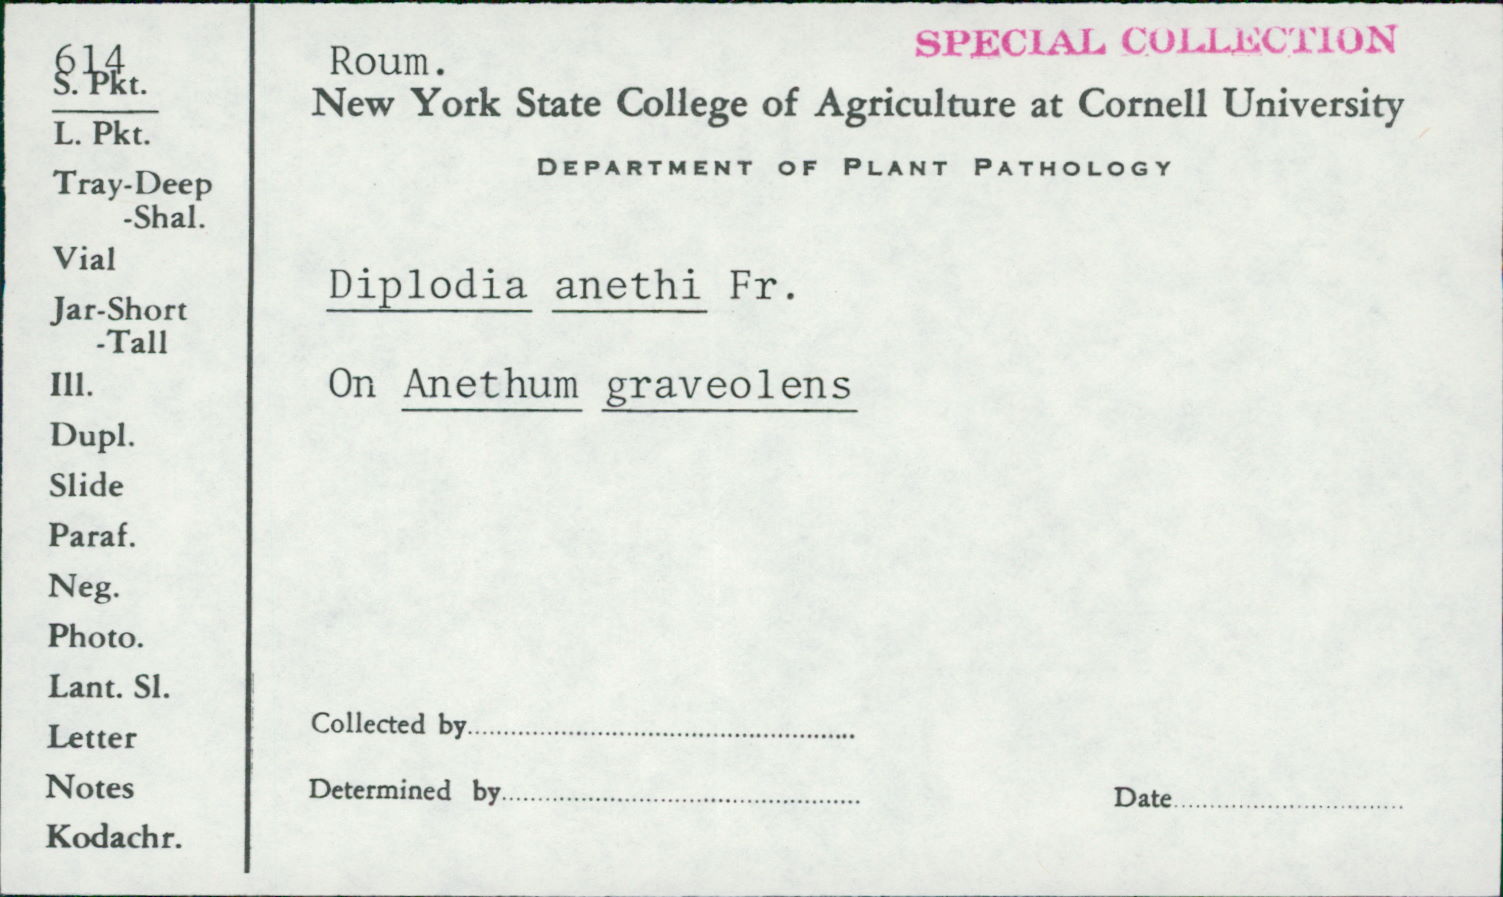 614
S. Pkt.
L. Pkt.
Tray-Deep
-Shal.
Vial
Jar-Short
-Tall
Ill.
Dupl.
Slide
Paraf.
Neg.
Photo.
Lant. Sl.
Letter
Notes
Kodachr.
SPECIAL COLLECTION
Roum.
New York State College of Agriculture at Cornell University
DEPARTMENT OF PLANT PATHOLOGY
Diplodia anethi Fr.
On Anethum graveolens
Collected by
Determined by
Date